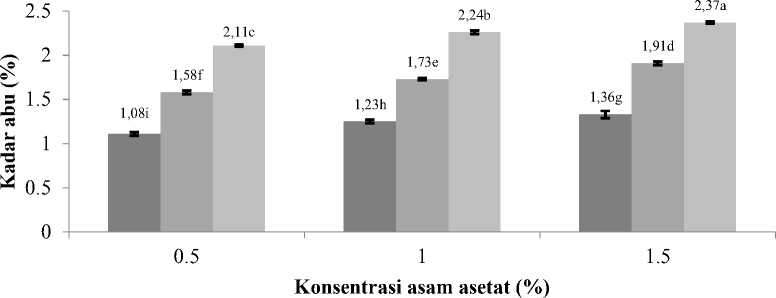 Kadar abu (%)
2.5
2
1.5
1
0.5
0
1,08i
1,58f
2,11c
1,23h
1,73e
2,24b
1,36g
1,91d
2,37a
0.5
1
1.5
Konsentrasi asam asetat (%)